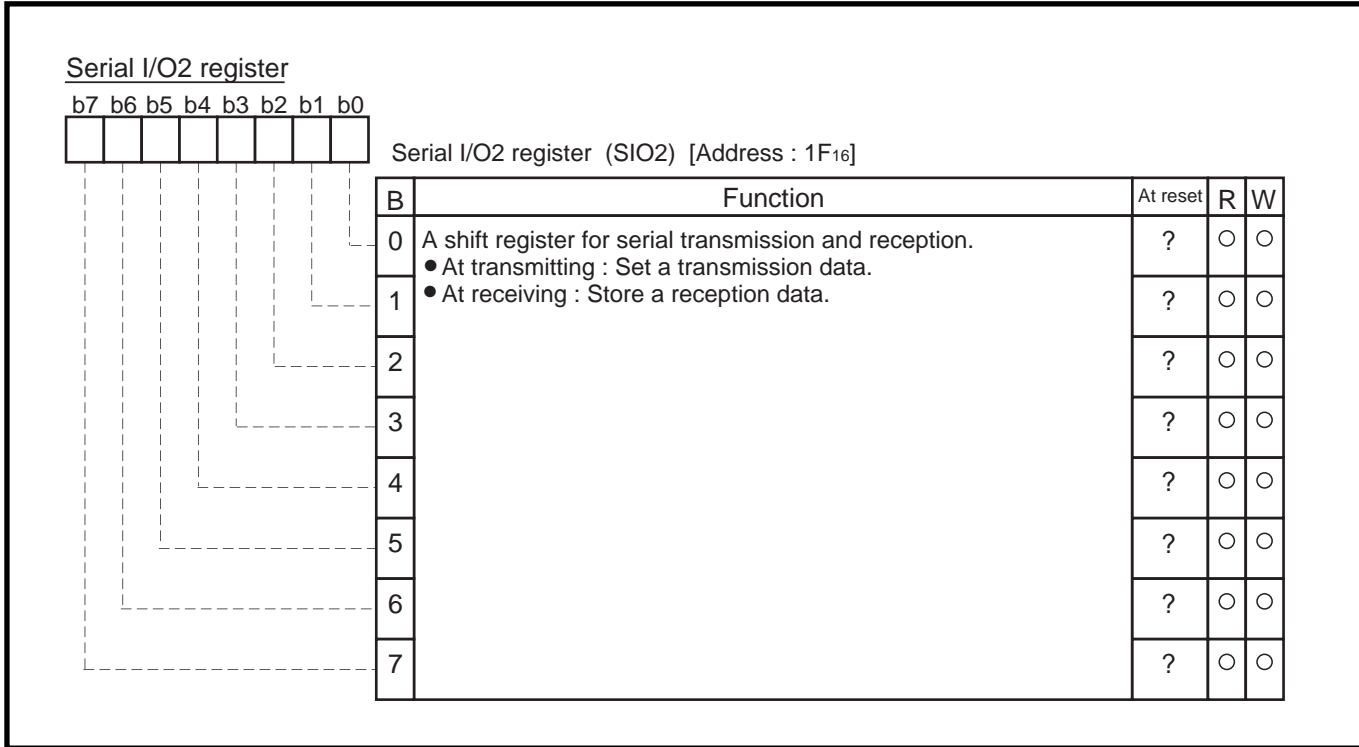 Serial I/O2 register
b7 b6 b5 b4 b3 b2 b1 b0
Serial I/O2 register (SIO2) [Address : 1F16]
B Function At reset R W
0 A shift register for serial transmission and reception. ? ○ ○
● At transmitting : Set a transmission data.
● At receiving : Store a reception data.
1 ? ○ ○
2 ? ○ ○
3 ? ○ ○
4 ? ○ ○
5 ? ○ ○
6 ? ○ ○
7 ? ○ ○